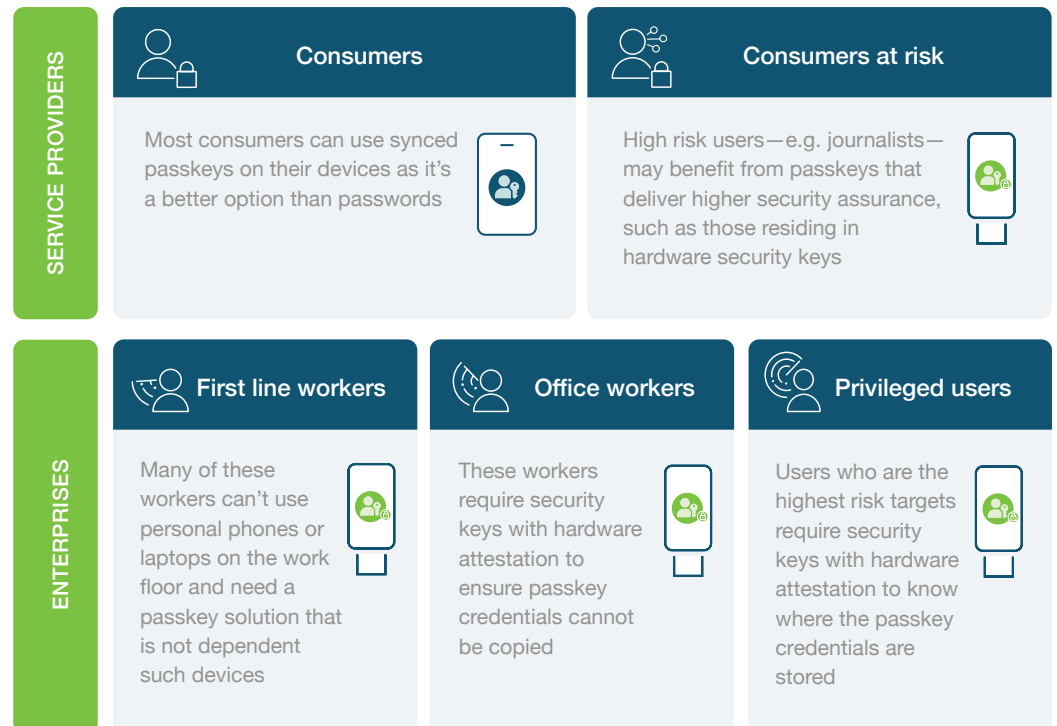 SERVICE PROVIDERS
Consumers
Most consumers can use synced
passkeys on their devices as it's
a better option than passwords
Consumers at risk
High risk users—e.g. journalists—
may benefit from passkeys that
deliver higher security assurance,
such as those residing in
hardware security keys
ENTERPRISES
First line workers
Many of these
workers can't use
personal phones or
laptops on the work
floor and need a
passkey solution that
is not dependent
such devices
Office workers
These workers
require security
keys with hardware
attestation to
ensure passkey
credentials cannot
be copied
Privileged users
Users who are the
highest risk targets
require security
keys with hardware
attestation to know
where the passkey
credentials are
stored